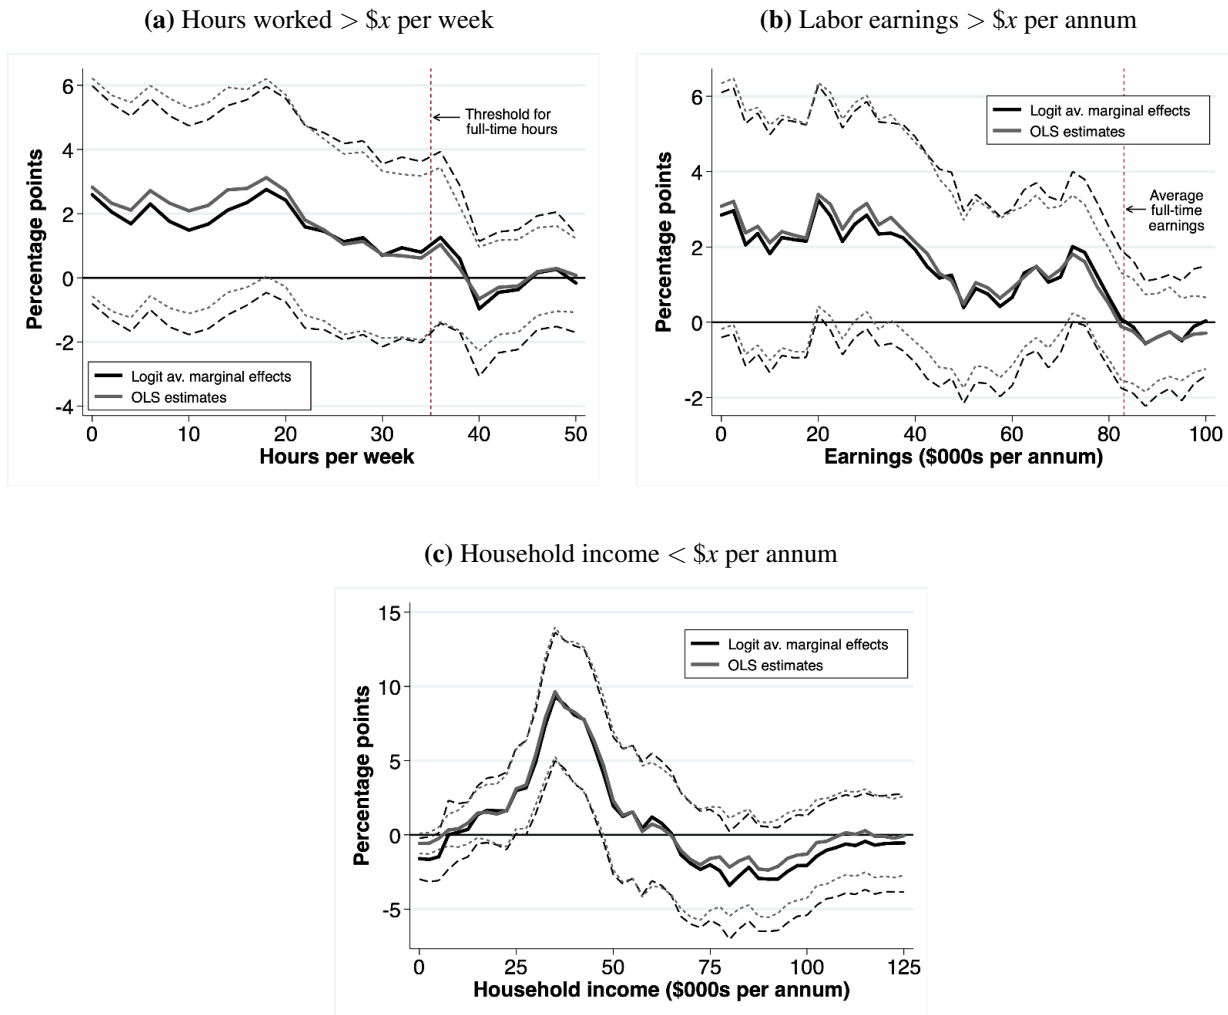 (a) Hours worked > $x per week
6
4
2
0
-2
-4
Percentage points
Threshold for
full-time hours
Logit av. marginal effects
OLS estimates
0 10 20 30 40 50
Hours per week
(b) Labor earnings > $x per annum
6
4
2
0
-2
Percentage points
Logit av. marginal effects
OLS estimates
Average
full-time
earnings
0 20 40 60 80 100
Earnings ($000s per annum)
(c) Household income < $x per annum
15
10
5
0
-5
Percentage points
Logit av. marginal effects
OLS estimates
0 25 50 75 100 125
Household income ($000s per annum)